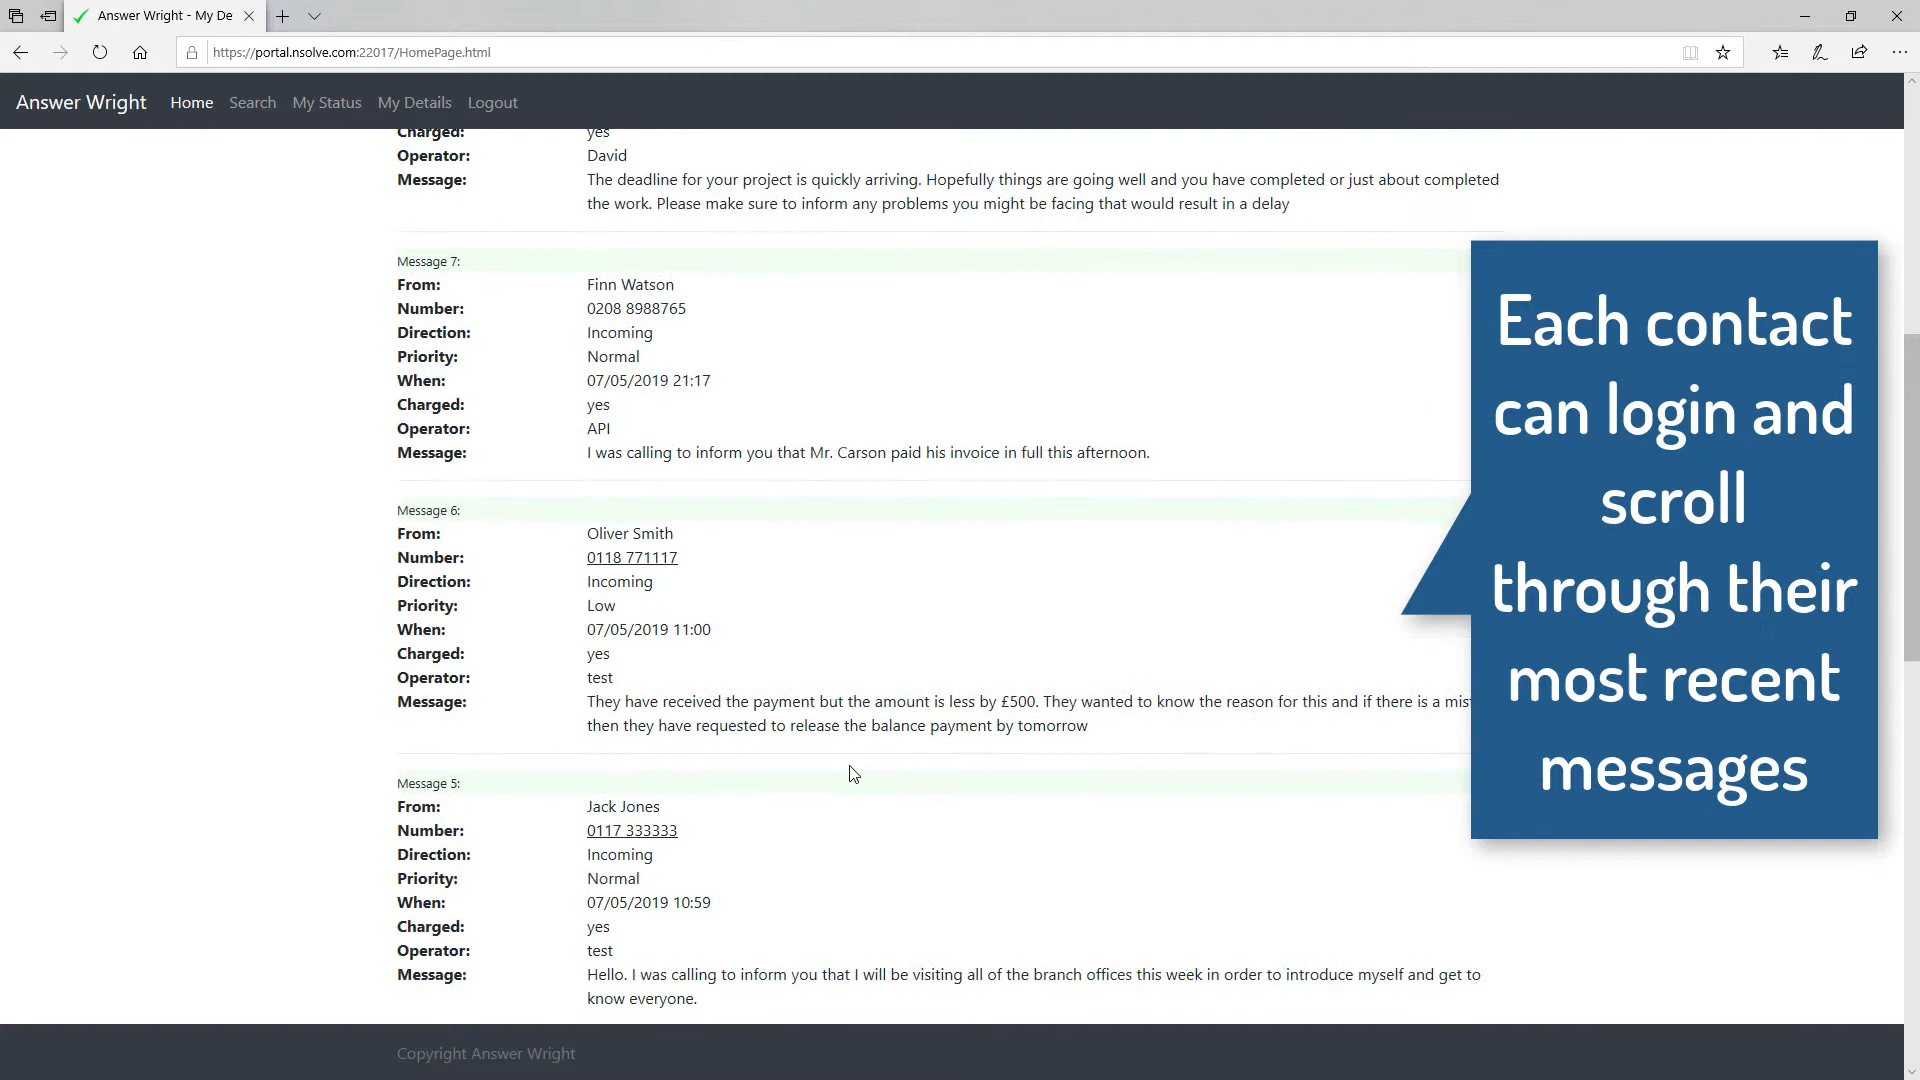 Answer Wright - My De
https://portal.nsolve.com:22017/HomePage.html
Answer Wright Home Search My Status My Details Logout
Charged: yes
Operator: David
Message: The deadline for your project is quickly arriving. Hopefully things are going well and you have completed or just about completed
the work. Please make sure to inform any problems you might be facing that would result in a delay
Message 7:
From: Finn Watson
Number: 0208 8988765
Direction: Incoming
Priority: Normal
When: 07/05/2019 21:17
Charged: yes
Operator: API
Message: I was calling to inform you that Mr. Carson paid his invoice in full this afternoon.
Message 6:
From: Oliver Smith
Number: 0118 771117
Direction: Incoming
Priority: Low
When: 07/05/2019 11:00
Charged: yes
Operator: test
Message: They have received the payment but the amount is less by £500. They wanted to know the reason for this and if there is a
then they have requested to release the balance payment by tomorrow
Message 5:
From: Jack Jones
Number: 0117 333333
Direction: Incoming
Priority: Normal
When: 07/05/2019 10:59
Charged: yes
Operator: test
Message: Hello. I was calling to inform you that I will be visiting all of the branch offices this week in order to introduce myself and get to
know everyone.
Each contact
can login and
scroll
through their
most recent
messages
Copyright Answer Wright